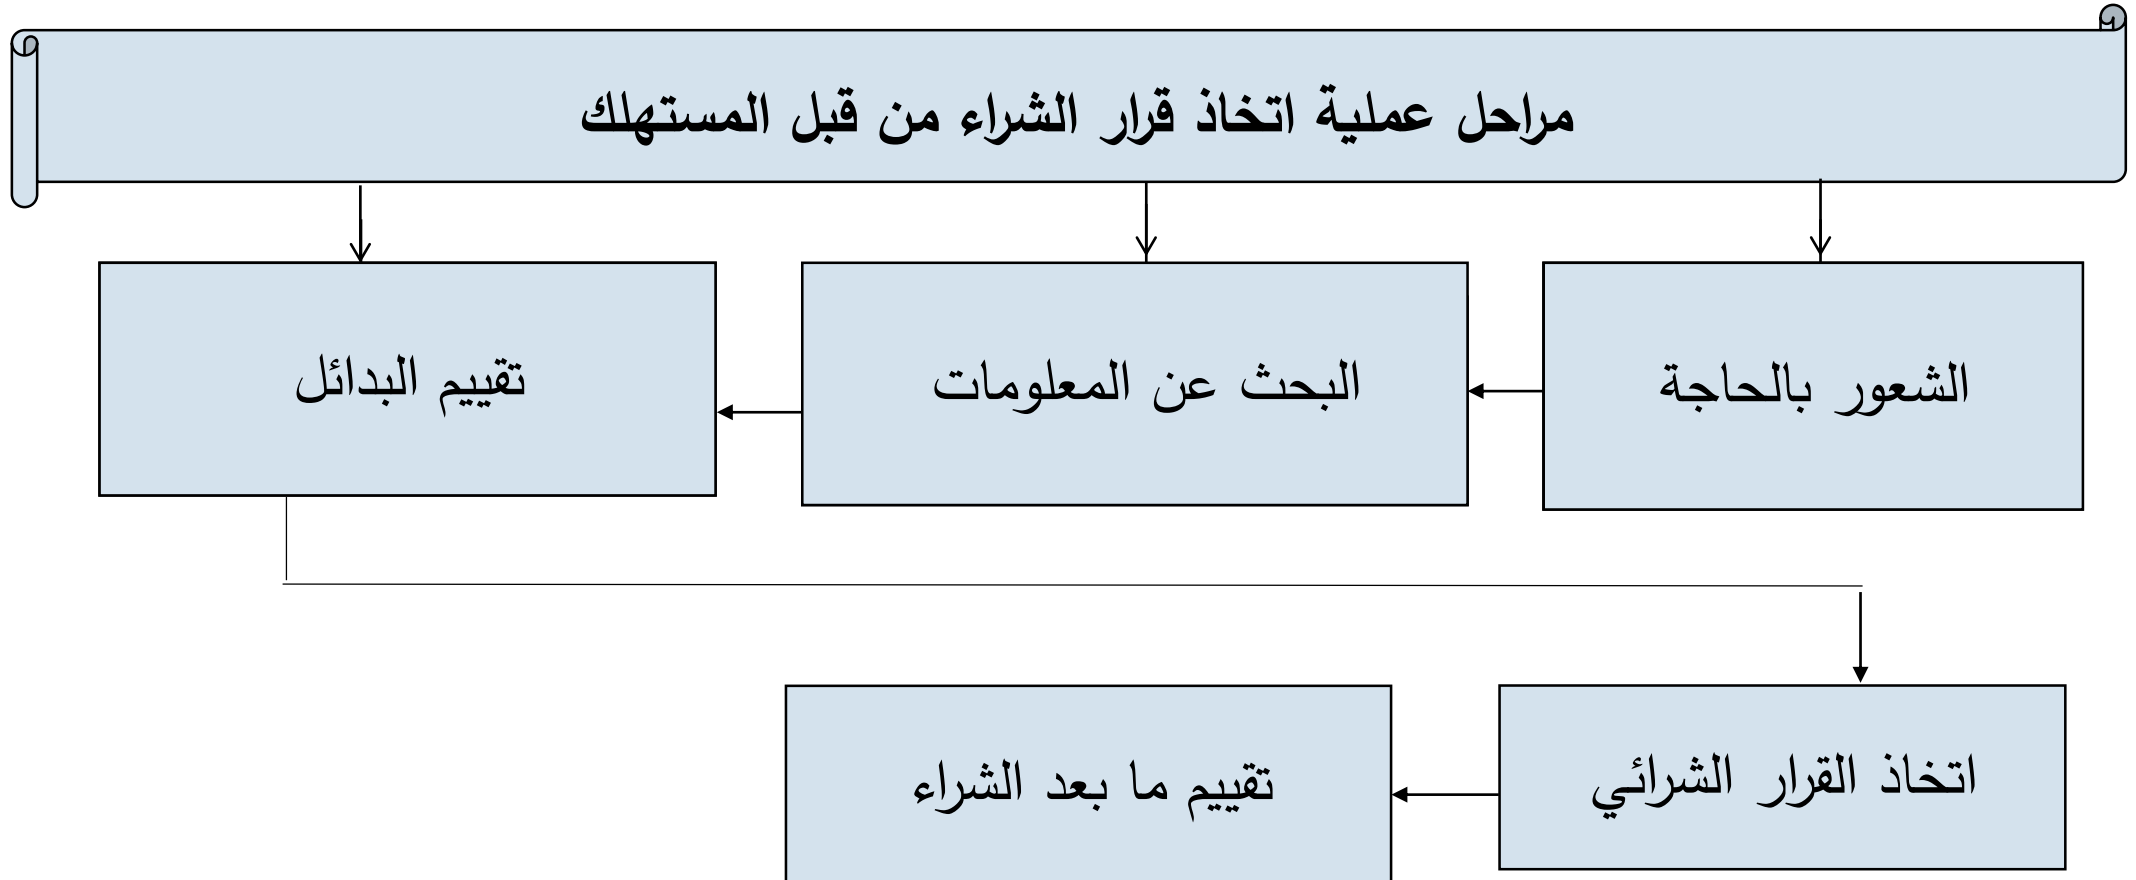 مراحل عملية اتخاذ قرار الشراء من قبل المستهلك
الشعور بالحاجة
البحث عن المعلومات
تقييم البدائل
اتخاذ القرار الشرائي
تقييم ما بعد الشراء